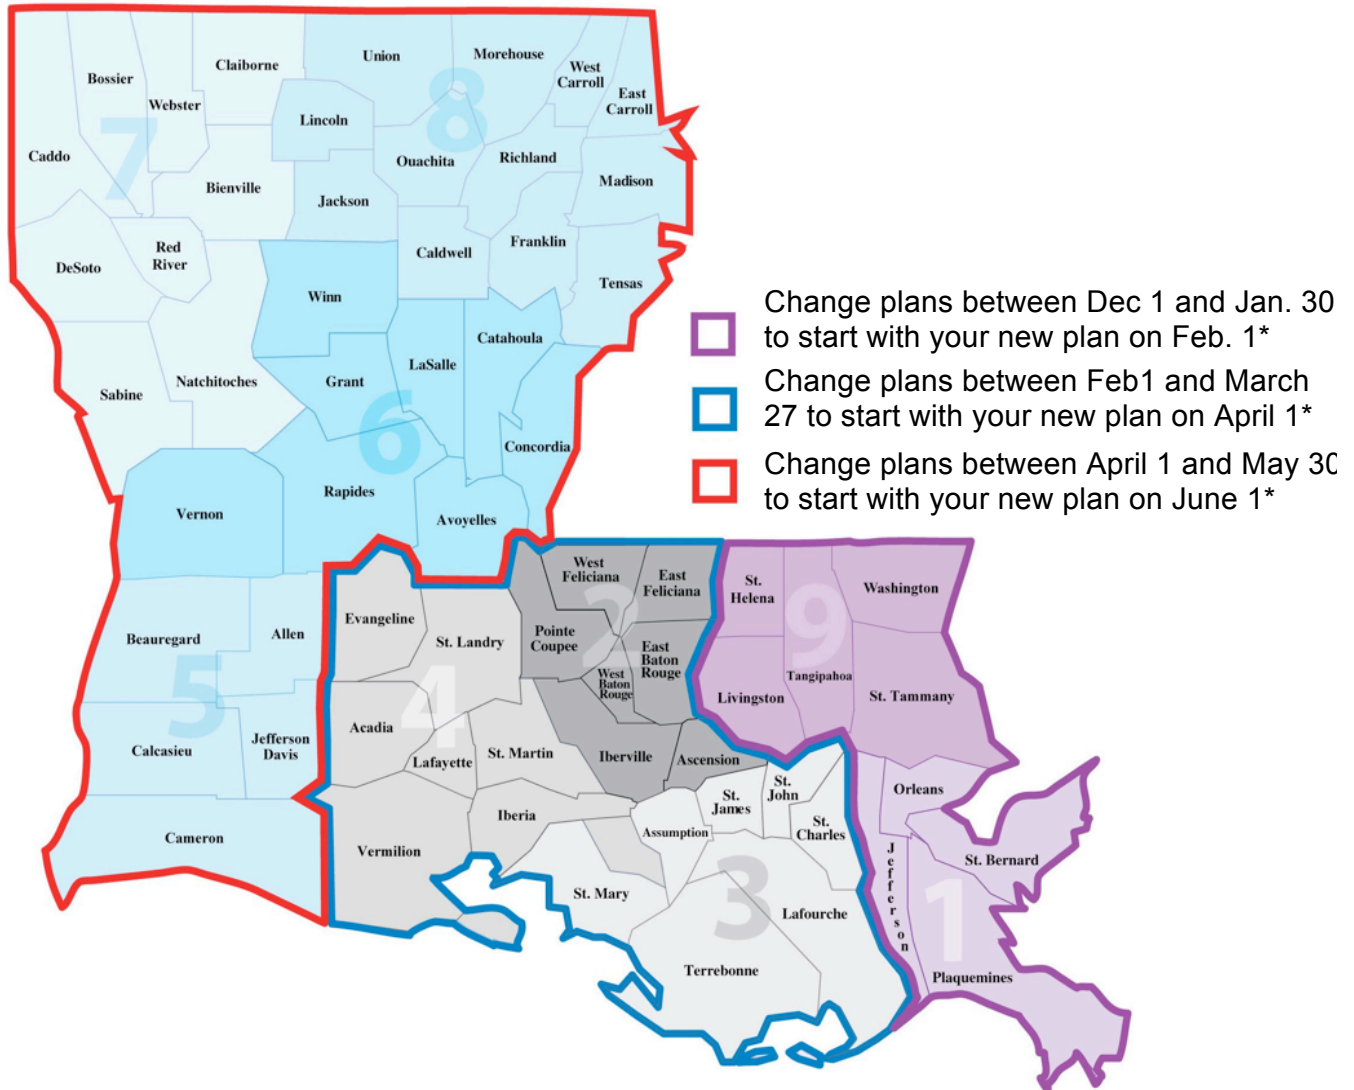 Claiborne
Union
Morehouse
Bossier
West
Carroll
Webster
East
Carroll
8
Lincoln
7
Caddo
Ouachita
Richland
Madison
Bienville
Jackson
Red
River
Caldwell
Franklin
DeSoto
Tensas
Winn
Catahoula
LaSalle
Grant
Natchitoches
Sabine
6
Concordia
Rapides
Vernon
Avoyelles
Change plans between Dec 1 and Jan. 30
to start with your new plan on Feb. 1*
Change plans between Feb1 and March
27 to start with your new plan on April 1*
Change plans between April 1 and May 30
to start with your new plan on June 1*
West
Feliciana
East
Feliciana
St.
Helena
Washington
Evangeline
2
9
Beauregard
Allen
St. Landry
Pointe
Coupee
East
Baton
Rouge
West
Baton
Rouge
Tangipahoa
5
4
Livingston
St. Tammany
Acadia
Calcasieu
Jefferson
Davis
St. Martin
Lafayette
Iberville
Ascension
St.
John
Orleans
St.
James
Iberia
Assumption
St.
Charles
Cameron
Vermilion
St. Bernard
Jefferson
St. Mary
3
1
Lafourche
Terrebonne
Plaquemines